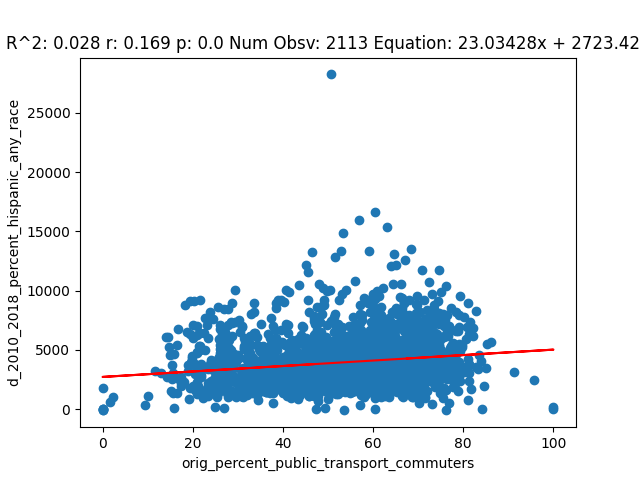 R^2: 0.028 r: 0.169 p: 0.0 Num Obsv: 2113 Equation: 23.03428x + 2723.42
d_2010_2018_percent_hispanic_any_race
25000
20000
15000
10000
5000
0
0 20 40 60 80 100
orig_percent_public_transport_commuters